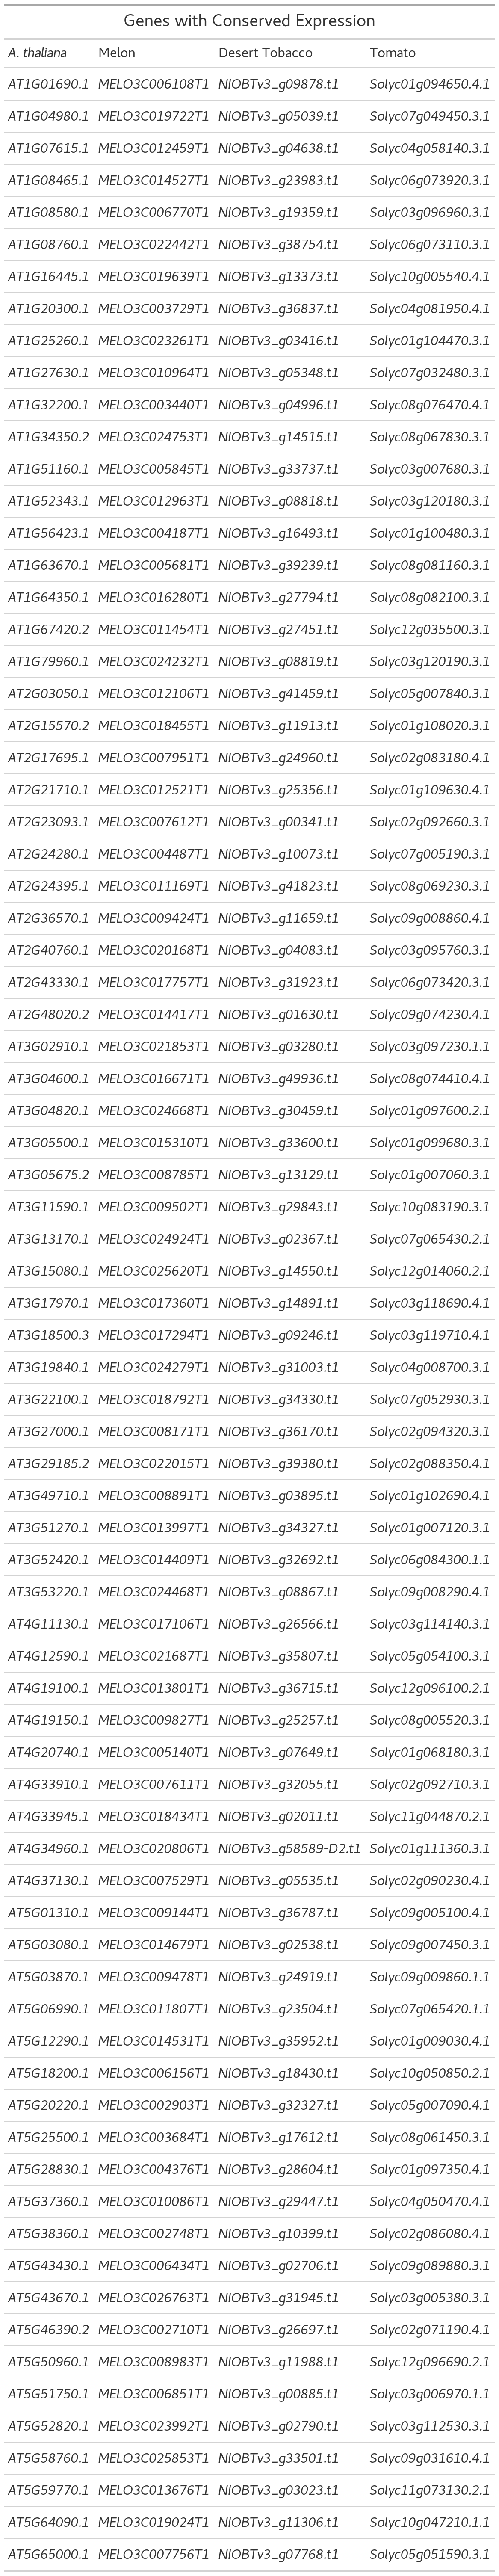 Genes with Conserved Expression
A. thaliana Melon Desert Tobacco Tomato
AT1G01690.1 MELO3C006108T1 NIOBTv3_g09878.t1 Solyc01g094650.4.1
AT1G04980.1 MELO3C019722T1 NIOBTv3_g05039.t1 Solyc07g049450.3.1
AT1G07615.1 MELO3C012459T1 NIOBTv3_g04638.t1 Solyc04g058140.3.1
AT1G08465.1 MELO3C014527T1 NIOBTv3_g23983.t1 Solyc06g073920.3.1
AT1G08580.1 MELO3C006770T1 NIOBTv3_g19359.t1 Solyc03g096960.3.1
AT1G08760.1 MELO3C022442T1 NIOBTv3_g38754.t1 Solyc06g073110.3.1
AT1G16445.1 MELO3C019639T1 NIOBTv3_g13373.t1 Solyc10g005540.4.1
AT1G20300.1 MELO3C003729T1 NIOBTv3_g36837.t1 Solyc04g081950.4.1
AT1G25260.1 MELO3C023261T1 NIOBTv3_g03416.t1 Solyc01g104470.3.1
AT1G27630.1 MELO3C010964T1 NIOBTv3_g05348.t1 Solyc07g032480.3.1
AT1G32200.1 MELO3C003440T1 NIOBTv3_g04996.t1 Solyc08g076470.4.1
AT1G34350.2 MELO3C024753T1 NIOBTv3_g14515.t1 Solyc08g067830.3.1
AT1G51160.1 MELO3C005845T1 NIOBTv3_g33737.t1 Solyc03g007680.3.1
AT1G52343.1 MELO3C012963T1 NIOBTv3_g08818.t1 Solyc03g120180.3.1
AT1G56423.1 MELO3C004187T1 NIOBTv3_g16493.t1 Solyc01g100480.3.1
AT1G63670.1 MELO3C005681T1 NIOBTv3_g39239.t1 Solyc08g081160.3.1
AT1G64350.1 MELO3C016280T1 NIOBTv3_g27794.t1 Solyc08g082100.3.1
AT1G67420.2 MELO3C011454T1 NIOBTv3_g27451.t1 Solyc12g035500.3.1
AT1G79960.1 MELO3C024232T1 NIOBTv3_g08819.t1 Solyc03g120190.3.1
AT2G03050.1 MELO3C012106T1 NIOBTv3_g41459.t1 Solyc05g007840.3.1
AT2G15570.2 MELO3C018455T1 NIOBTv3_g11913.t1 Solyc01g108020.3.1
AT2G17695.1 MELO3C007951T1 NIOBTv3_g24960.t1 Solyc02g083180.4.1
AT2G21710.1 MELO3C012521T1 NIOBTv3_g25356.t1 Solyc01g109630.4.1
AT2G23093.1 MELO3C007612T1 NIOBTv3_g00341.t1 Solyc02g092660.3.1
AT2G24280.1 MELO3C004487T1 NIOBTv3_g10073.t1 Solyc07g005190.3.1
AT2G24395.1 MELO3C011169T1 NIOBTv3_g41823.t1 Solyc08g069230.3.1
AT2G36570.1 MELO3C009424T1 NIOBTv3_g11659.t1 Solyc09g008860.4.1
AT2G40760.1 MELO3C020168T1 NIOBTv3_g04083.t1 Solyc03g095760.3.1
AT2G43330.1 MELO3C017757T1 NIOBTv3_g31923.t1 Solyc06g073420.3.1
AT2G48020.2 MELO3C014417T1 NIOBTv3_g01630.t1 Solyc09g074230.4.1
AT3G02910.1 MELO3C021853T1 NIOBTv3_g03280.t1 Solyc03g097230.1.1
AT3G04600.1 MELO3C016671T1 NIOBTv3_g49936.t1 Solyc08g074410.4.1
AT3G04820.1 MELO3C024668T1 NIOBTv3_g30459.t1 Solyc01g097600.2.1
AT3G05500.1 MELO3C015310T1 NIOBTv3_g33600.t1 Solyc01g099680.3.1
AT3G05675.2 MELO3C008785T1 NIOBTv3_g13129.t1 Solyc01g007060.3.1
AT3G11590.1 MELO3C009502T1 NIOBTv3_g29843.t1 Solyc10g083190.3.1
AT3G13170.1 MELO3C024924T1 NIOBTv3_g02367.t1 Solyc07g065430.2.1
AT3G15080.1 MELO3C025620T1 NIOBTv3_g14550.t1 Solyc12g014060.2.1
AT3G17970.1 MELO3C017360T1 NIOBTv3_g14891.t1 Solyc03g118690.4.1
AT3G18500.3 MELO3C017294T1 NIOBTv3_g09246.t1 Solyc03g119710.4.1
AT3G19840.1 MELO3C024279T1 NIOBTv3_g31003.t1 Solyc04g008700.3.1
AT3G22100.1 MELO3C018792T1 NIOBTv3_g34330.t1 Solyc07g052930.3.1
AT3G27000.1 MELO3C008171T1 NIOBTv3_g36170.t1 Solyc02g094320.3.1
AT3G29185.2 MELO3C022015T1 NIOBTv3_g39380.t1 Solyc02g088350.4.1
AT3G49710.1 MELO3C008891T1 NIOBTv3_g03895.t1 Solyc01g102690.4.1
AT3G51270.1 MELO3C013997T1 NIOBTv3_g34327.t1 Solyc01g007120.3.1
AT3G52420.1 MELO3C014409T1 NIOBTv3_g32692.t1 Solyc06g084300.1.1
AT3G53220.1 MELO3C024468T1 NIOBTv3_g08867.t1 Solyc09g008290.4.1
AT4G11130.1 MELO3C017106T1 NIOBTv3_g26566.t1 Solyc03g114140.3.1
AT4G12590.1 MELO3C021687T1 NIOBTv3_g35807.t1 Solyc05g054100.3.1
AT4G19100.1 MELO3C013801T1 NIOBTv3_g36715.t1 Solyc12g096100.2.1
AT4G19150.1 MELO3C009827T1 NIOBTv3_g25257.t1 Solyc08g005520.3.1
AT4G20740.1 MELO3C005140T1 NIOBTv3_g07649.t1 Solyc01g068180.3.1
AT4G33910.1 MELO3C007611T1 NIOBTv3_g32055.t1 Solyc02g092710.3.1
AT4G33945.1 MELO3C018434T1 NIOBTv3_g02011.t1 Solyc11g044870.2.1
AT4G34960.1 MELO3C020806T1 NIOBTv3_g58589-D2.t1 Solyc01g111360.3.1
AT4G37130.1 MELO3C007529T1 NIOBTv3_g05535.t1 Solyc02g090230.4.1
AT5G01310.1 MELO3C009144T1 NIOBTv3_g36787.t1 Solyc09g005100.4.1
AT5G03080.1 MELO3C014679T1 NIOBTv3_g02538.t1 Solyc09g007450.3.1
AT5G03870.1 MELO3C009478T1 NIOBTv3_g24919.t1 Solyc09g009860.1.1
AT5G06990.1 MELO3C011807T1 NIOBTv3_g23504.t1 Solyc07g065420.1.1
AT5G12290.1 MELO3C014531T1 NIOBTv3_g35952.t1 Solyc01g009030.4.1
AT5G18200.1 MELO3C006156T1 NIOBTv3_g18430.t1 Solyc10g050850.2.1
AT5G20220.1 MELO3C002903T1 NIOBTv3_g32327.t1 Solyc05g007090.4.1
AT5G25500.1 MELO3C003684T1 NIOBTv3_g17612.t1 Solyc08g061450.3.1
AT5G28830.1 MELO3C004376T1 NIOBTv3_g28604.t1 Solyc01g097350.4.1
AT5G37360.1 MELO3C010086T1 NIOBTv3_g29447.t1 Solyc04g050470.4.1
AT5G38360.1 MELO3C002748T1 NIOBTv3_g10399.t1 Solyc02g086080.4.1
AT5G43430.1 MELO3C006434T1 NIOBTv3_g02706.t1 Solyc09g089880.3.1
AT5G43670.1 MELO3C026763T1 NIOBTv3_g31945.t1 Solyc03g005380.3.1
AT5G46390.2 MELO3C002710T1 NIOBTv3_g26697.t1 Solyc02g071190.4.1
AT5G50960.1 MELO3C008983T1 NIOBTv3_g11988.t1 Solyc12g096690.2.1
AT5G51750.1 MELO3C006851T1 NIOBTv3_g00885.t1 Solyc03g006970.1.1
AT5G52820.1 MELO3C023992T1 NIOBTv3_g02790.t1 Solyc03g112530.3.1
AT5G58760.1 MELO3C025853T1 NIOBTv3_g33501.t1 Solyc09g031610.4.1
AT5G59770.1 MELO3C013676T1 NIOBTv3_g03023.t1 Solyc11g073130.2.1
AT5G64090.1 MELO3C019024T1 NIOBTv3_g11306.t1 Solyc10g047210.1.1
AT5G65000.1 MELO3C007756T1 NIOBTv3_g07768.t1 Solyc05g051590.3.1